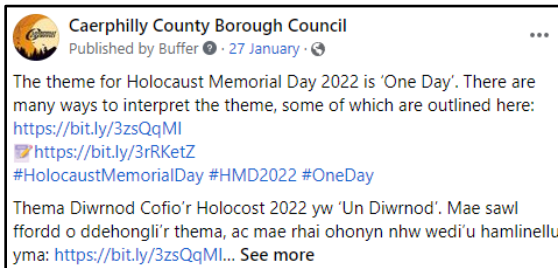 Caerphilly County Borough Council
Published by Buffer · 27 January ·
The theme for Holocaust Memorial Day 2022 is 'One Day'. There are
many ways to interpret the theme, some of which are outlined here:
https://bit.ly/3zsQqMI
https://bit.ly/3rRKetZ
#HolocaustMemorialDay #HMD2022 #OneDay
Thema Diwrnod Cofio'r Holocost 2022 yw 'Un Diwrnod'. Mae sawl
ffordd o ddehongli'r thema, ac mae rhai ohonyn nhw wedi'u hamlinellu
yma: https://bit.ly/3zsQqMI... See more